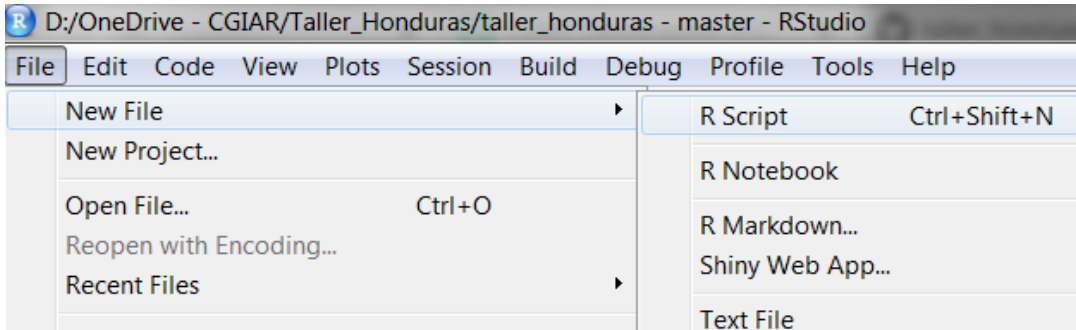 R D:/OneDrive - CGIAR/Taller_Honduras/taller_honduras - master - RStudio
File Edit Code View Plots Session Build Debug Profile Tools Help
New File
New Project...
Open File... Ctrl+O
Reopen with Encoding...
Recent Files
R Script Ctrl+Shift+N
R Notebook
R Markdown...
Shiny Web App...
Text File